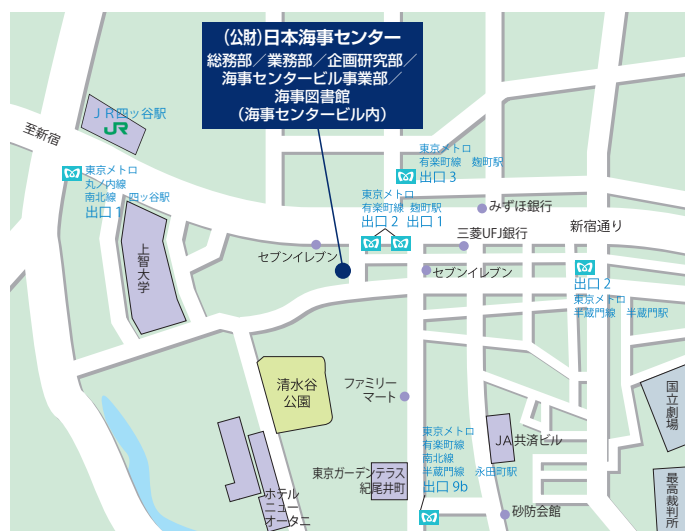 (公財)日本海事センター
総務部／業務部／企画研究部／
海事センタービル事業部／
海事図書館
（海事センタービル内）
ＪＲ四ッ谷駅
JR
至新宿
東京メトロ
丸ノ内線
南北線　四ッ谷駅
出口 1
東京メトロ
有楽町線　麹町駅
出口 3
東京メトロ
有楽町線 麹町駅
出口 2　出口 1
みずほ銀行
新宿通り
三菱UFJ銀行
セブンイレブン
セブンイレブン
上智大学
出口 2
東京メトロ
半蔵門線　半蔵門駅
清水谷
公園
ファミリー
マート
国立劇場
東京メトロ
有楽町線
南北線
半蔵門線　永田町駅
出口 9b
JA共済ビル
東京ガーデンテラス
紀尾井町
ホテル
ニュー
オータニ
砂防会館
最高裁判所